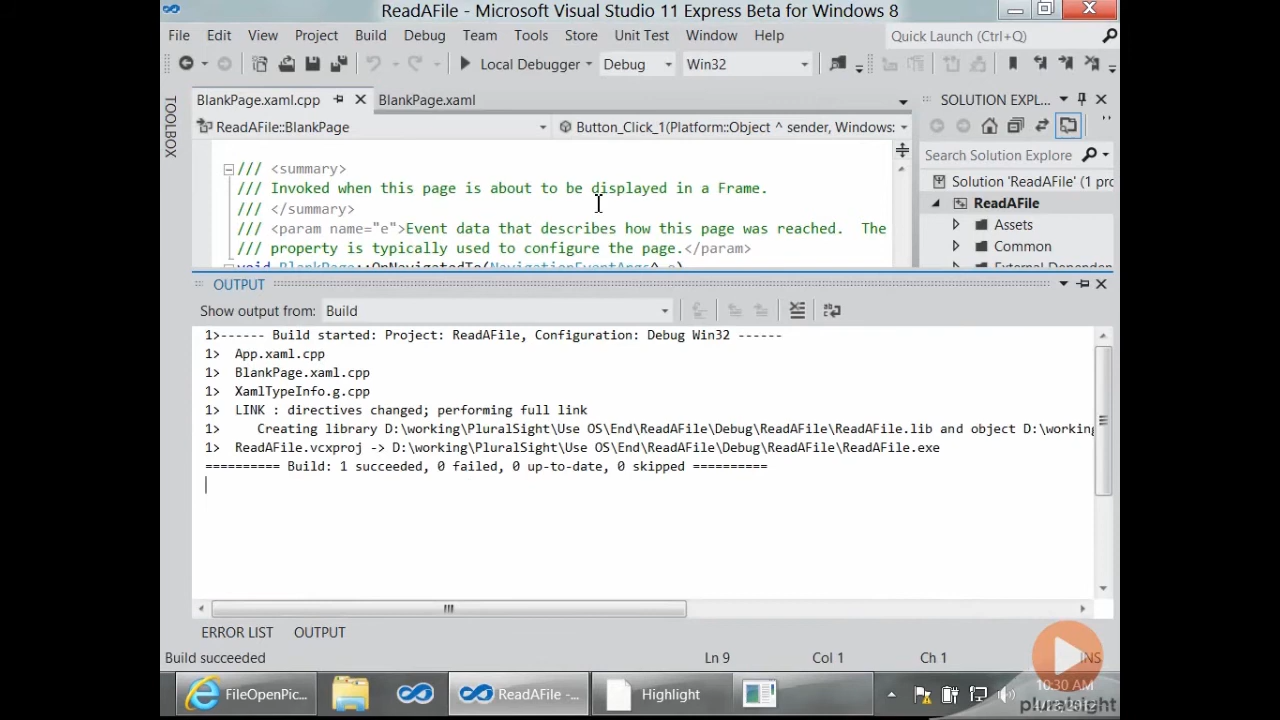 ReadAFile - Microsoft Visual Studio 11 Express Beta for Windows 8
File Edit View Project Build Debug Team Tools Store Unit Test Window Help Quick Launch (Ctrl+Q)
Local Debugger Debug Win32
TOOLBOX
BlankPage.xaml.cpp BlankPage.xaml
ReadAFile::BlankPage Button_Click_1(Platform::Object ^ sender, Windows:
/// <summary>
/// Invoked when this page is about to be displayed in a Frame.
/// </summary>
/// <param name="e">Event data that describes how this page was reached.  The
/// property is typically used to configure the page.</param>
void BlankPage::OnNavigatedTo(NavigationEventArgs^ e)
SOLUTION EXPL...
Search Solution Explore
Solution 'ReadAFile' (1 pro
ReadAFile
Assets
Common
External Depender
OUTPUT
Show output from: Build
1>------ Build started: Project: ReadAFile, Configuration: Debug Win32 ------
1>  App.xaml.cpp
1>  BlankPage.xaml.cpp
1>  XamlTypeInfo.g.cpp
1>  LINK : directives changed; performing full link
1>     Creating library D:\working\PluralSight\Use OS\End\ReadAFile\Debug\ReadAFile\ReadAFile.lib and object D:\working
1>  ReadAFile.vcxproj -> D:\working\PluralSight\Use OS\End\ReadAFile\Debug\ReadAFile\ReadAFile.exe
========== Build: 1 succeeded, 0 failed, 0 up-to-date, 0 skipped ==========
ERROR LIST OUTPUT
Build succeeded Ln 9 Col 1 Ch 1 INS
FileOpenPic... ReadAFile -... Highlight
10:30 AM
pluralsight